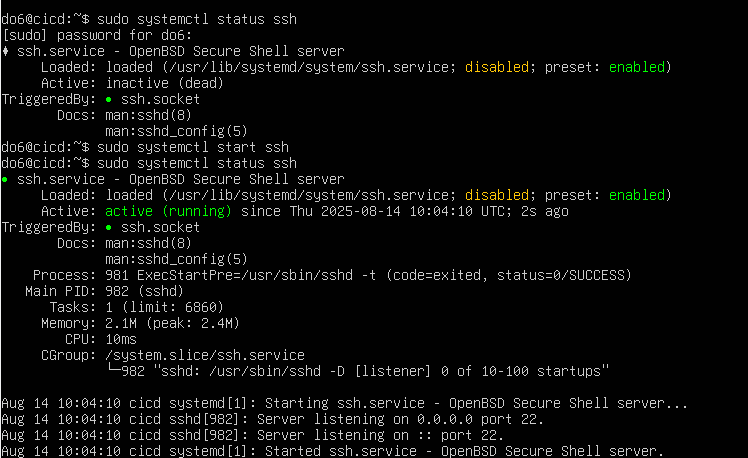 do6@cicd:~$ sudo systemctl status ssh
[sudo] password for do6:
♦ ssh.service - OpenBSD Secure Shell server
     Loaded: loaded (/usr/lib/systemd/system/ssh.service; disabled; preset: enabled)
     Active: inactive (dead)
TriggeredBy: ● ssh.socket
       Docs: man:sshd(8)
             man:sshd_config(5)
do6@cicd:~$ sudo systemctl start ssh
do6@cicd:~$ sudo systemctl status ssh
● ssh.service - OpenBSD Secure Shell server
     Loaded: loaded (/usr/lib/systemd/system/ssh.service; disabled; preset: enabled)
     Active: active (running) since Thu 2025-08-14 10:04:10 UTC; 2s ago
TriggeredBy: ● ssh.socket
       Docs: man:sshd(8)
             man:sshd_config(5)
    Process: 981 ExecStartPre=/usr/sbin/sshd -t (code=exited, status=0/SUCCESS)
   Main PID: 982 (sshd)
      Tasks: 1 (limit: 6860)
     Memory: 2.1M (peak: 2.4M)
        CPU: 10ms
     CGroup: /system.slice/ssh.service
             └─982 "sshd: /usr/sbin/sshd -D [listener] 0 of 10-100 startups"
Aug 14 10:04:10 cicd systemd[1]: Starting ssh.service - OpenBSD Secure Shell server...
Aug 14 10:04:10 cicd sshd[982]: Server listening on 0.0.0.0 port 22.
Aug 14 10:04:10 cicd sshd[982]: Server listening on :: port 22.
Aug 14 10:04:10 cicd systemd[1]: Started ssh.service - OpenBSD Secure Shell server.